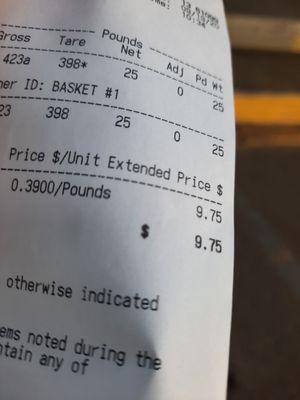 Pounds
Gross Tare Net Adj Pd Wt
423a 398* 25 0 25
ner ID: BASKET #1
23 398 25 0 25
Price $/Unit Extended Price $
0.3900/Pounds 9.75
$ 9.75
otherwise indicated
ems noted during the
ntain any of